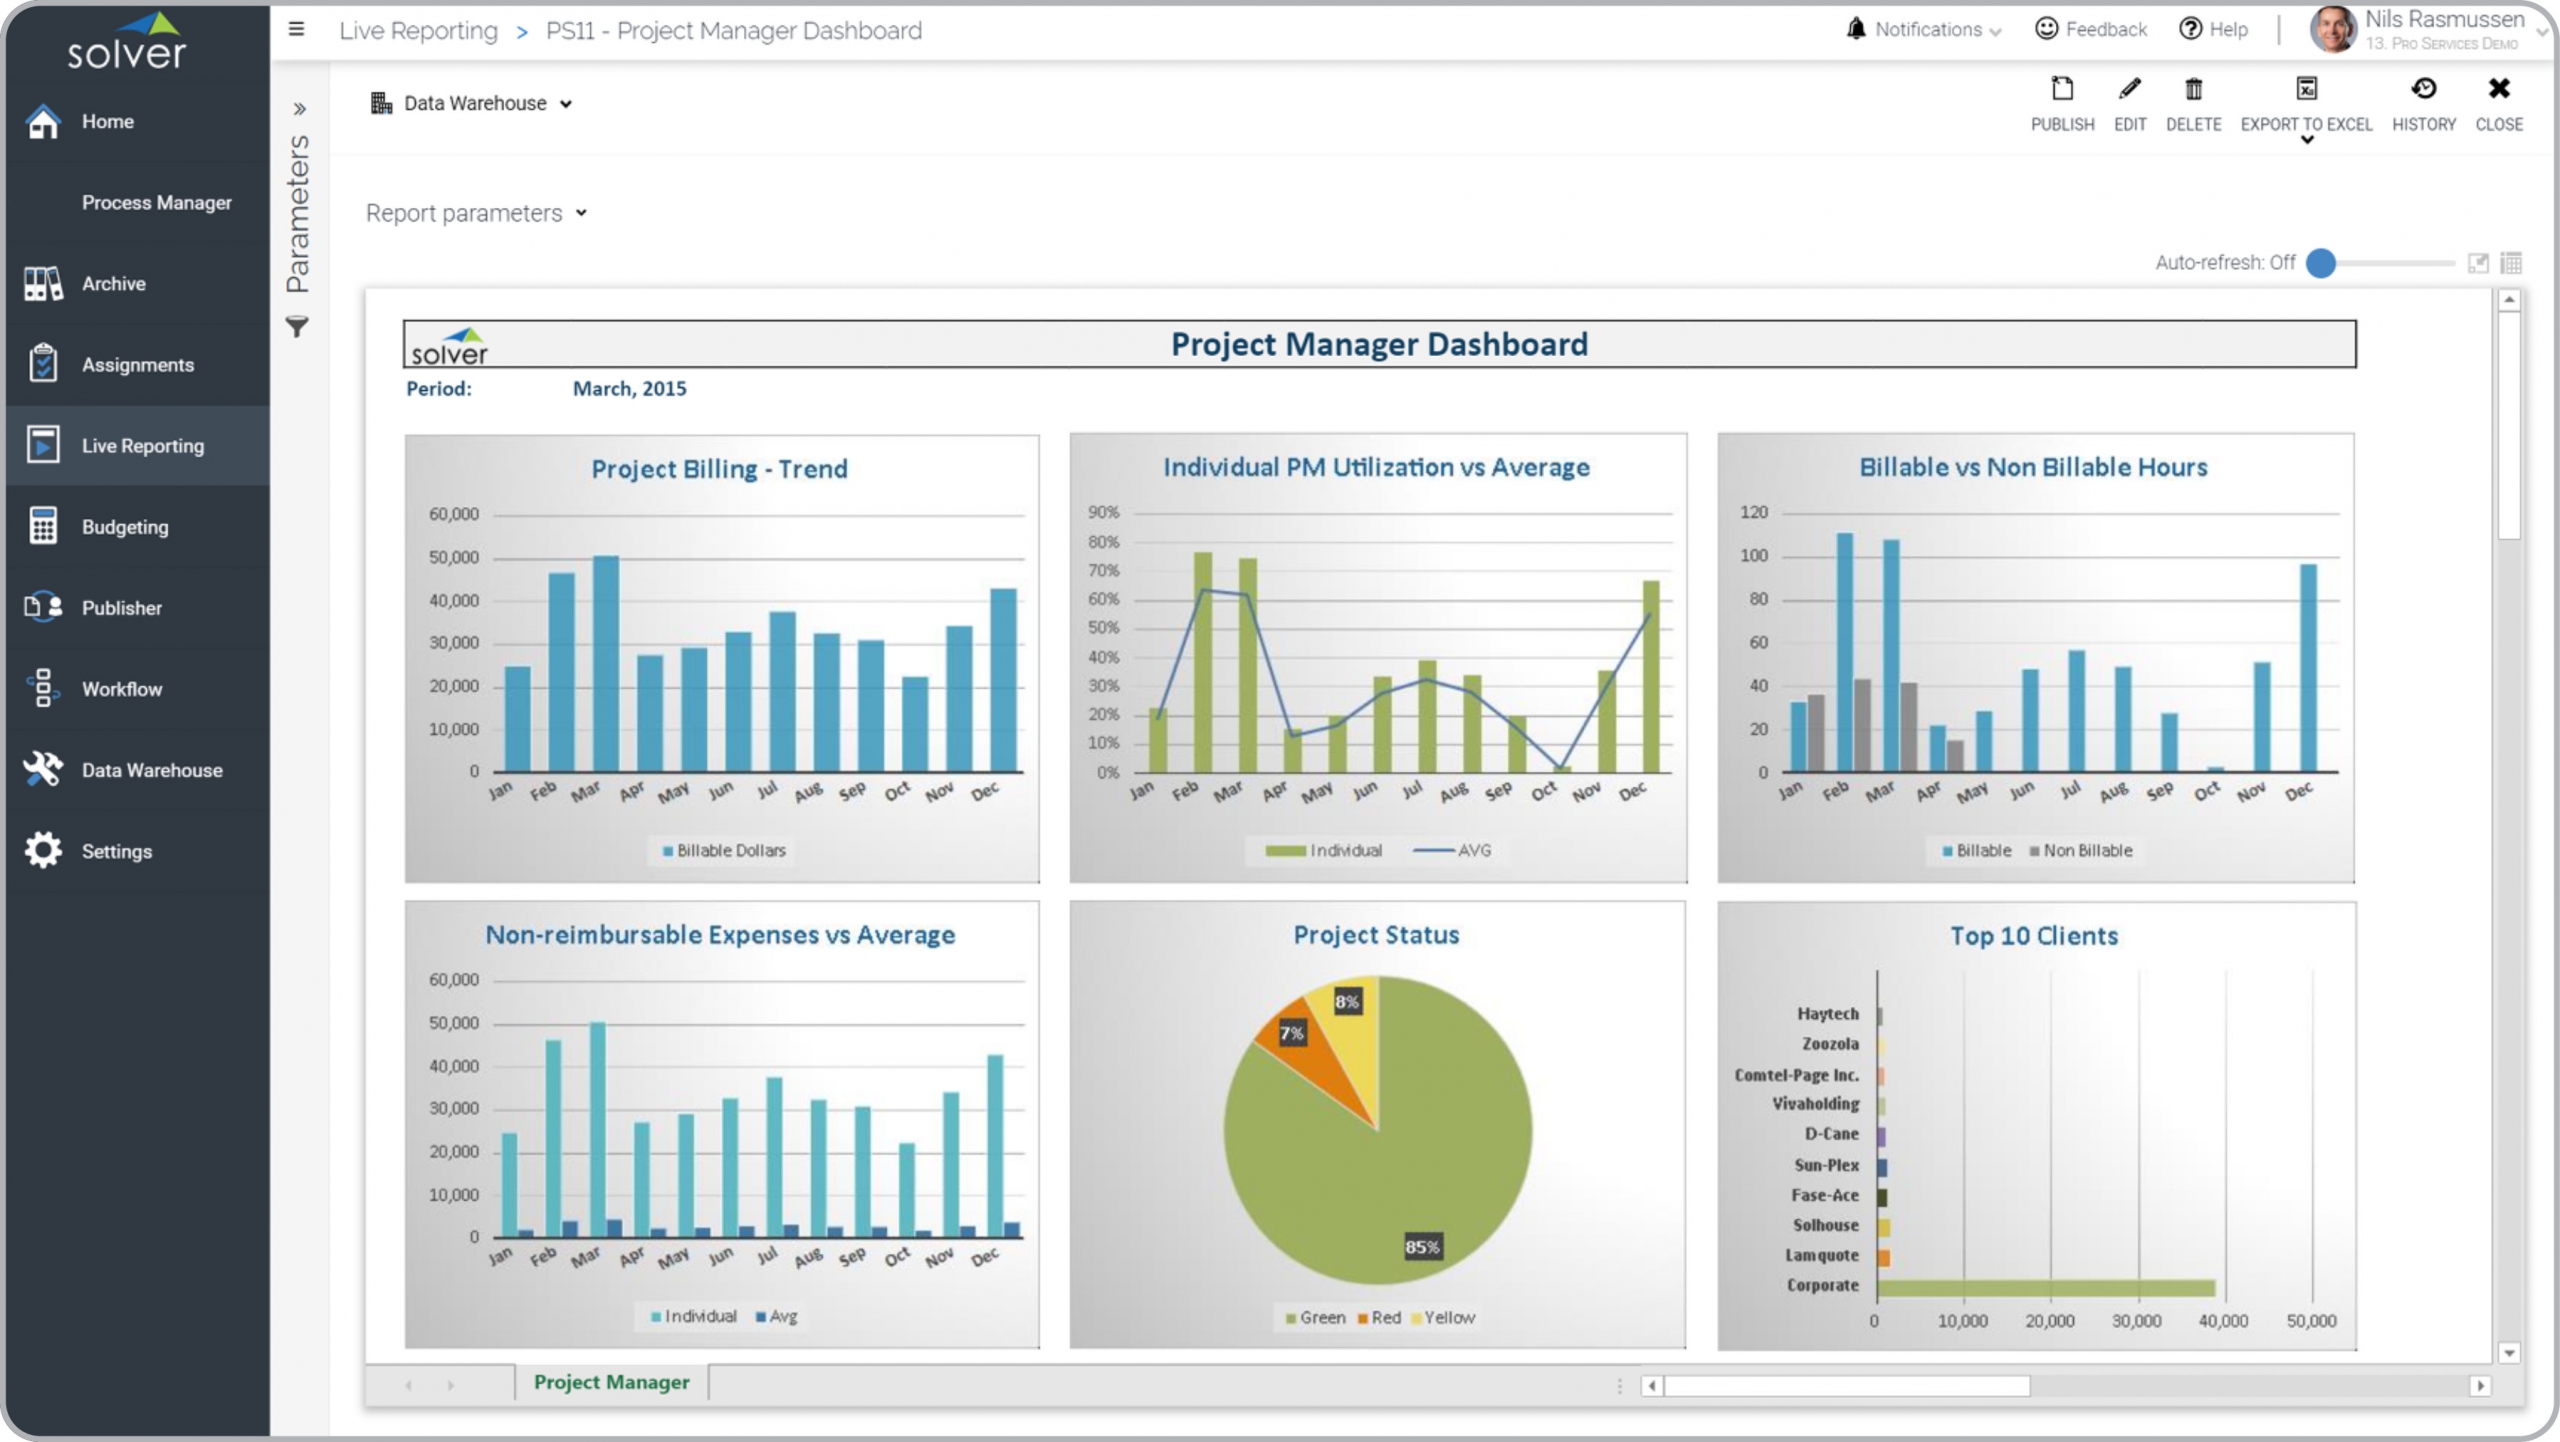 solver
Live Reporting > PS11 - Project Manager Dashboard
Notifications
Feedback
Help
Nils Rasmussen
13. Pro Services Demo
Home
Process Manager
Archive
Assignments
Live Reporting
Budgeting
Publisher
Workflow
Data Warehouse
Settings
Parameters
Data Warehouse
PUBLISH
EDIT
DELETE
EXPORT TO EXCEL
HISTORY
CLOSE
Report parameters
Auto-refresh: Off
solver
Project Manager Dashboard
Period: March, 2015
Project Billing - Trend
60,000
50,000
40,000
30,000
20,000
10,000
0
Jan Feb Mar Apr May Jun Jul Aug Sep Oct Nov Dec
Billable Dollars
Individual PM Utilization vs Average
90%
80%
70%
60%
50%
40%
30%
20%
10%
0%
Jan Feb Mar Apr May Jun Jul Aug Sep Oct Nov Dec
Individual AVG
Billable vs Non Billable Hours
120
100
80
60
40
20
0
Jan Feb Mar Apr May Jun Jul Aug Sep Oct Nov Dec
Billable Non Billable
Non-reimbursable Expenses vs Average
60,000
50,000
40,000
30,000
20,000
10,000
0
Jan Feb Mar Apr May Jun Jul Aug Sep Oct Nov Dec
Individual Avg
Project Status
8%
7%
85%
Green Red Yellow
Top 10 Clients
Haytech
Zoozola
Comtel-Page Inc.
Vivaholding
D-Cane
Sun-Plex
Fase-Ace
Solhouse
Lamquote
Corporate
0 10,000 20,000 30,000 40,000 50,000
Project Manager